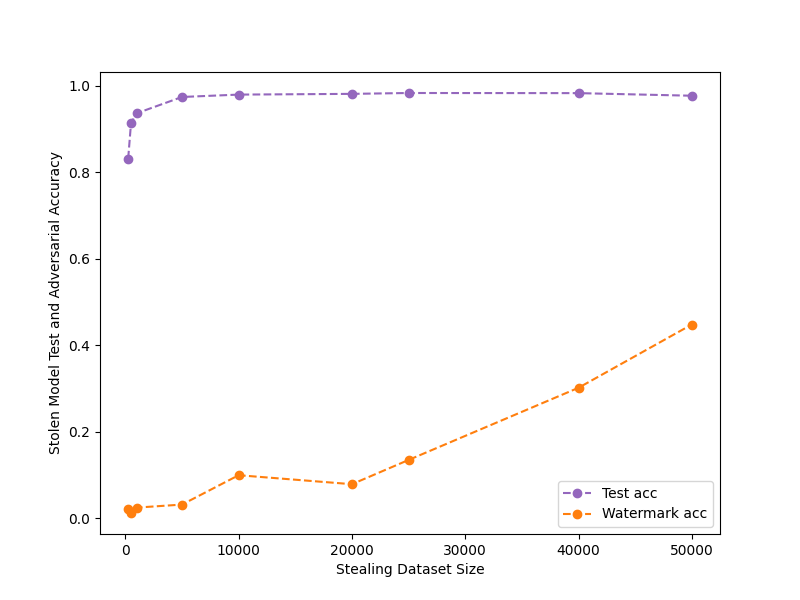 1.0
0.8
0.6
0.4
0.2
0.0
Stolen Model Test and Adversarial Accuracy
Test acc
Watermark acc
0 10000 20000 30000 40000 50000
Stealing Dataset Size